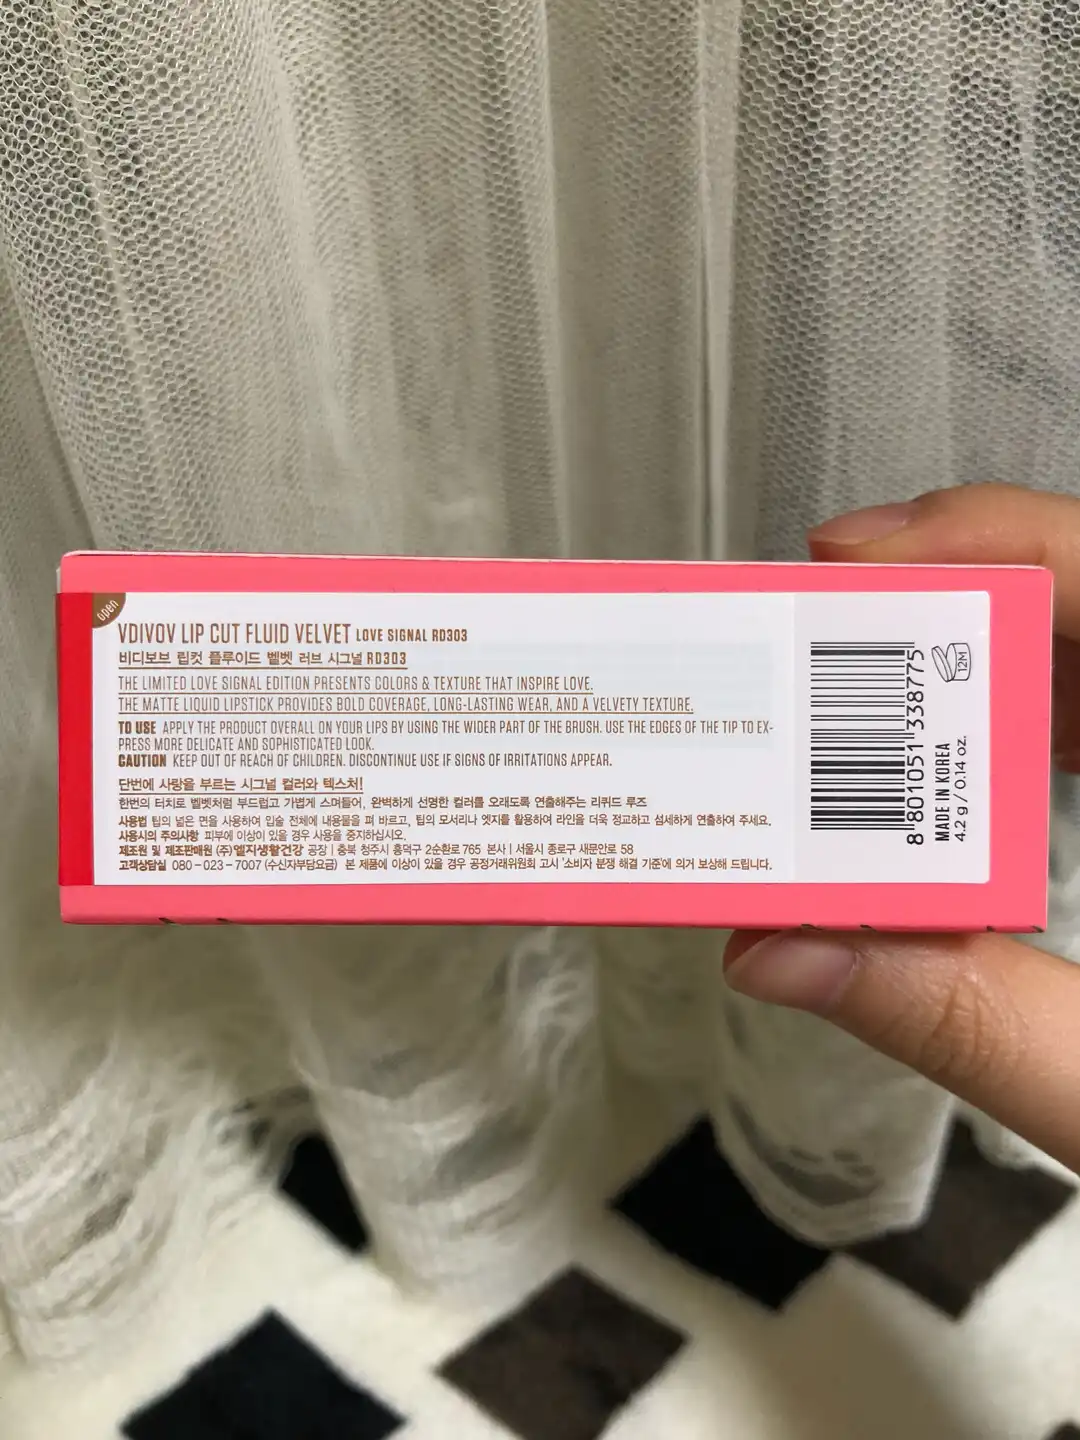 open
VDIVOV LIP CUT FLUID VELVET LOVE SIGNAL RD303
비디보브 립컷 플루이드 벨벳 러브 시그널 RD303
THE LIMITED LOVE SIGNAL EDITION PRESENTS COLORS & TEXTURE THAT INSPIRE LOVE.
THE MATTE LIQUID LIPSTICK PROVIDES BOLD COVERAGE, LONG-LASTING WEAR, AND A VELVETY TEXTURE.
TO USE APPLY THE PRODUCT OVERALL ON YOUR LIPS BY USING THE WIDER PART OF THE BRUSH. USE THE EDGES OF THE TIP TO EX-
PRESS MORE DELICATE AND SOPHISTICATED LOOK.
CAUTION KEEP OUT OF REACH OF CHILDREN. DISCONTINUE USE IF SIGNS OF IRRITATIONS APPEAR.
단번에 사랑을 부르는 시그널 컬러와 텍스처!
한번의 터치로 벨벳처럼 부드럽고 가볍게 스며들어, 완벽하게 선명한 컬러를 오래도록 연출해주는 리퀴드 루즈
사용법 팁의 넓은 면을 사용하여 입술 전체에 내용물을 펴 바르고, 팁의 모서리나 엣지를 활용하여 라인을 더욱 정교하고 섬세하게 연출하여 주세요.
사용시의 주의사항 피부에 이상이 있을 경우 사용을 중지하십시오.
제조원 및 제조판매원 (주)엘지생활건강 공장 | 충북 청주시 흥덕구 2순환로 765 본사 | 서울시 종로구 새문안로 58
고객상담실 080-023-7007 (수신자부담요금) 본 제품에 이상이 있을 경우 공정거래위원회 고시 '소비자 분쟁 해결 기준'에 의거 보상해 드립니다.
8 801051 338775
12M
MADE IN KOREA
4.2 g / 0.14 oz.